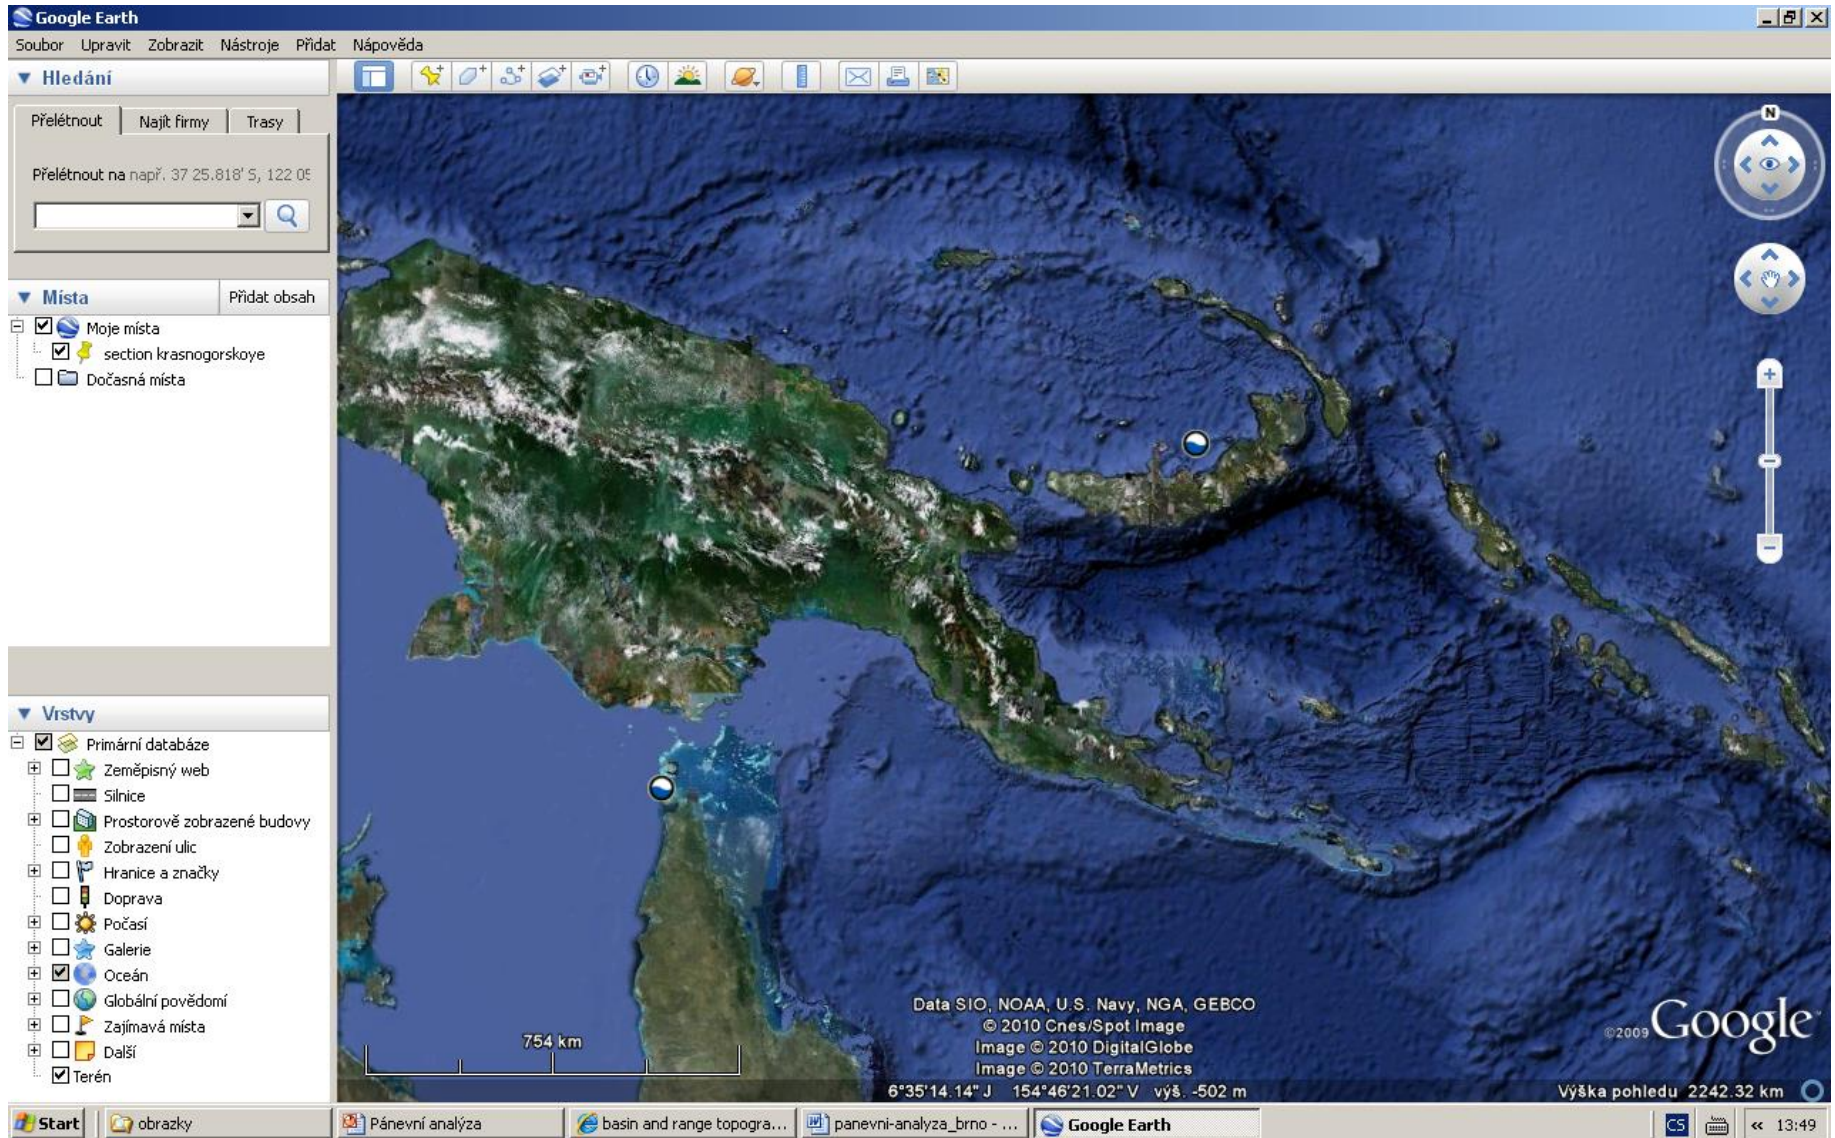 Google Earth
Soubor Upravit Zobrazit Nástroje Přidat Nápověda
Hledání
Přelétnout Najít firmy Trasy
Přelétnout na např. 37 25.818' S, 122 05
Místa Přidat obsah
Moje místa
section krasnogorskoye
Dočasná místa
Vrstvy
Primární databáze
Zeměpisný web
Silnice
Prostorově zobrazené budovy
Zobrazení ulic
Hranice a značky
Doprava
Počasí
Galerie
Oceán
Globální povědomí
Zajímavá místa
Další
Terén
N
754 km
Data SIO, NOAA, U.S. Navy, NGA, GEBCO
© 2010 Cnes/Spot Image
Image © 2010 DigitalGlobe
Image © 2010 TerraMetrics
©2009 Google
6°35'14.14" J 154°46'21.02" V výš. -502 m
Výška pohledu 2242.32 km
Start obrazky Pánevní analýza basin and range topogra... panevni-analyza_brno - ... Google Earth CS « 13:49